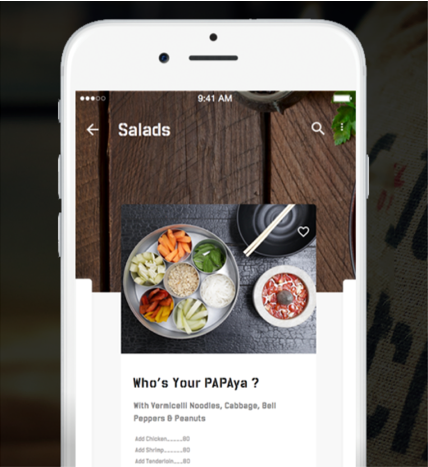 9:41 AM
Salads
Who's Your PAPAya ?
With Vermicelli Noodles, Cabbage, Bell
Peppers & Peanuts
Add Chicken......80
Add Shrimp......90
Add Tenderloin....80